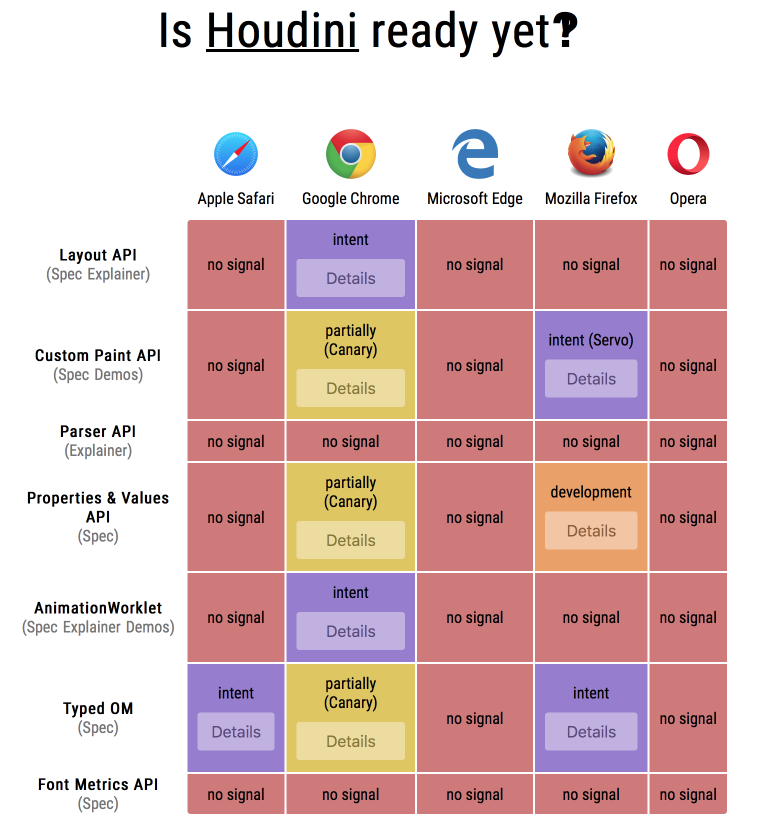 Is Houdini ready yet?
Apple Safari Google Chrome Microsoft Edge Mozilla Firefox Opera
Layout API
(Spec Explainer)
no signal
intent
Details
no signal
no signal
no signal
Custom Paint API
(Spec Demos)
no signal
partially
(Canary)
Details
no signal
intent (Servo)
Details
no signal
Parser API
(Explainer)
no signal
no signal
no signal
no signal
no signal
Properties & Values
API
(Spec)
no signal
partially
(Canary)
Details
no signal
development
Details
no signal
AnimationWorklet
(Spec Explainer Demos)
no signal
intent
Details
no signal
no signal
no signal
Typed OM
(Spec)
intent
Details
partially
(Canary)
Details
no signal
intent
Details
no signal
Font Metrics API
(Spec)
no signal
no signal
no signal
no signal
no signal